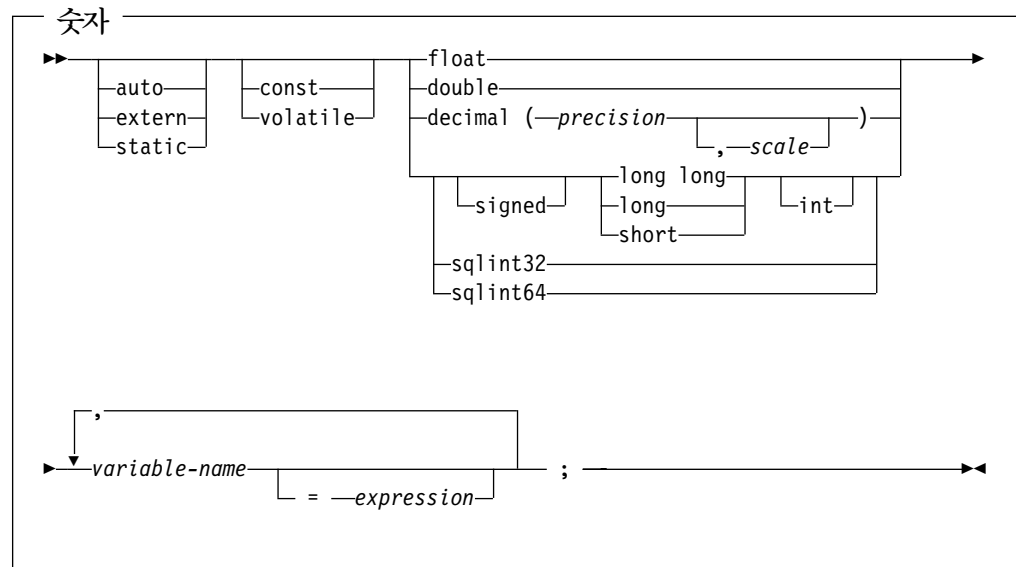 숫자
float
auto const double
extern volatile decimal ( precision )
static , scale
long long
signed long int
short
sqlint32
sqlint64
,
variable-name ;
= expression